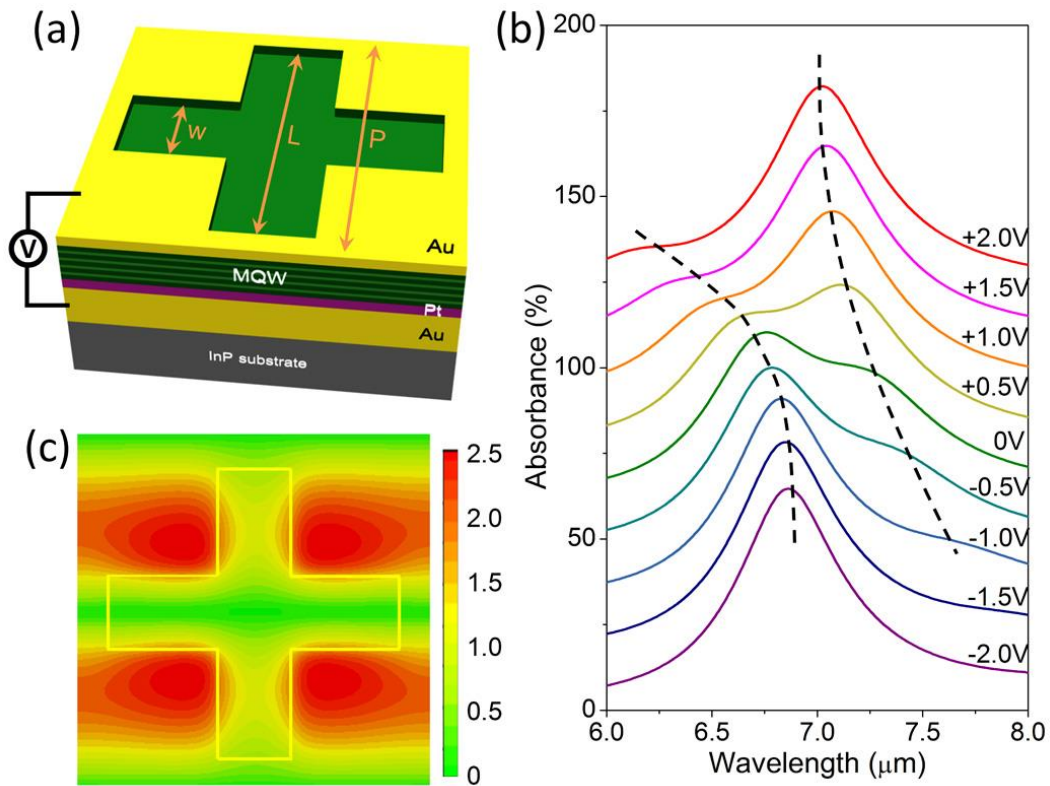 (a)
W
L
P
V
Au
MQW
Pt
Au
InP substrate
(b)
200
150
100
50
0
Absorbance (%)
+2.0V
+1.5V
+1.0V
+0.5V
0V
-0.5V
-1.0V
-1.5V
-2.0V
6.0 6.5 7.0 7.5 8.0
Wavelength (μm)
(c)
2.5
2.0
1.5
1.0
0.5
0